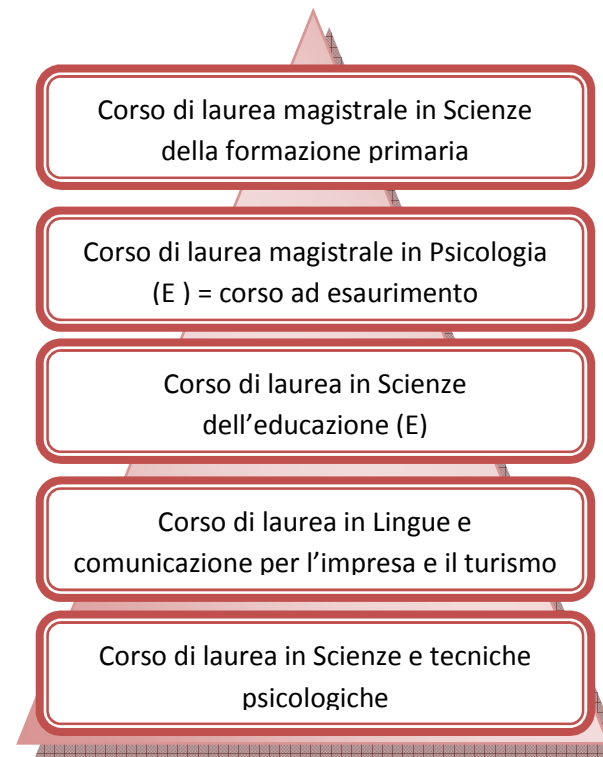 Corso di laurea magistrale in Scienze
della formazione primaria
Corso di laurea magistrale in Psicologia
(E ) = corso ad esaurimento
Corso di laurea in Scienze
dell’educazione (E)
Corso di laurea in Lingue e
comunicazione per l’impresa e il turismo
Corso di laurea in Scienze e tecniche
psicologiche